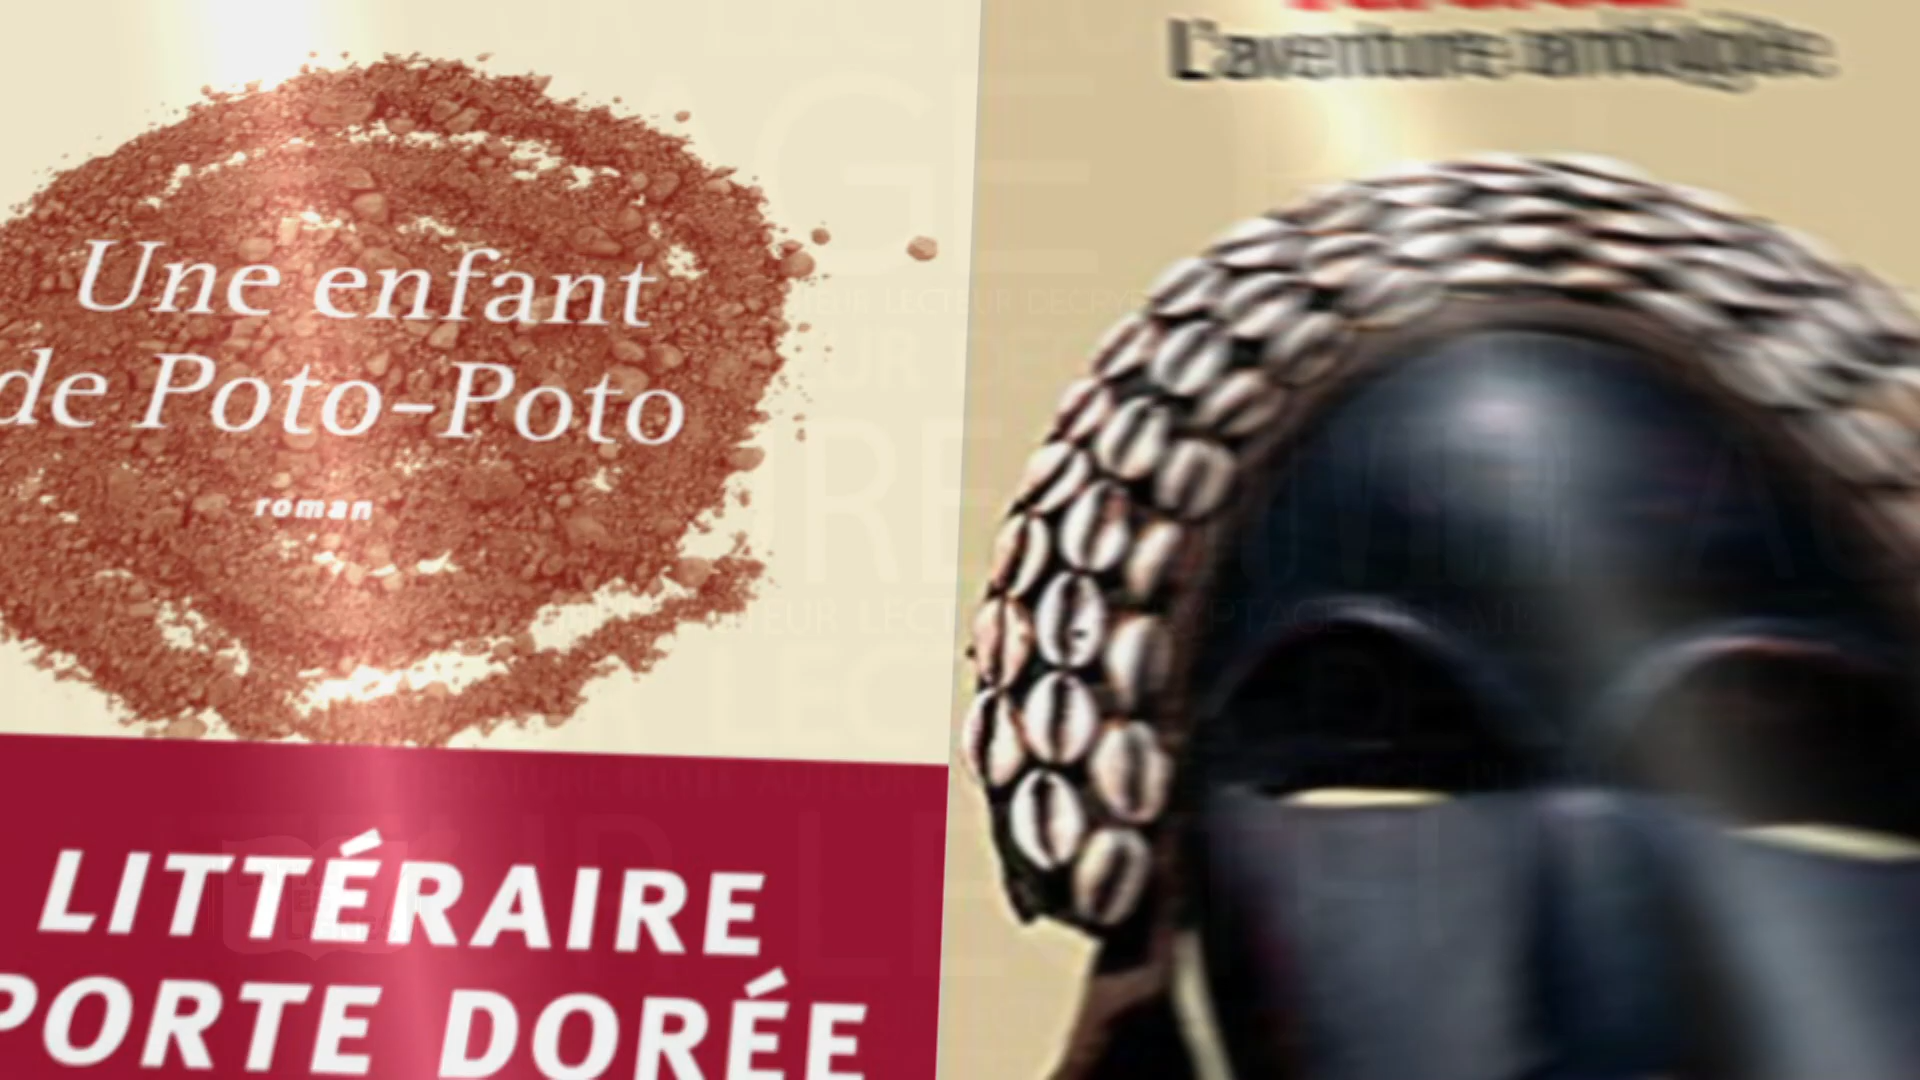 Une enfant
de Poto-Poto
roman
LITTÉRAIRE
PORTE DORÉE
L'aventure ambiguë